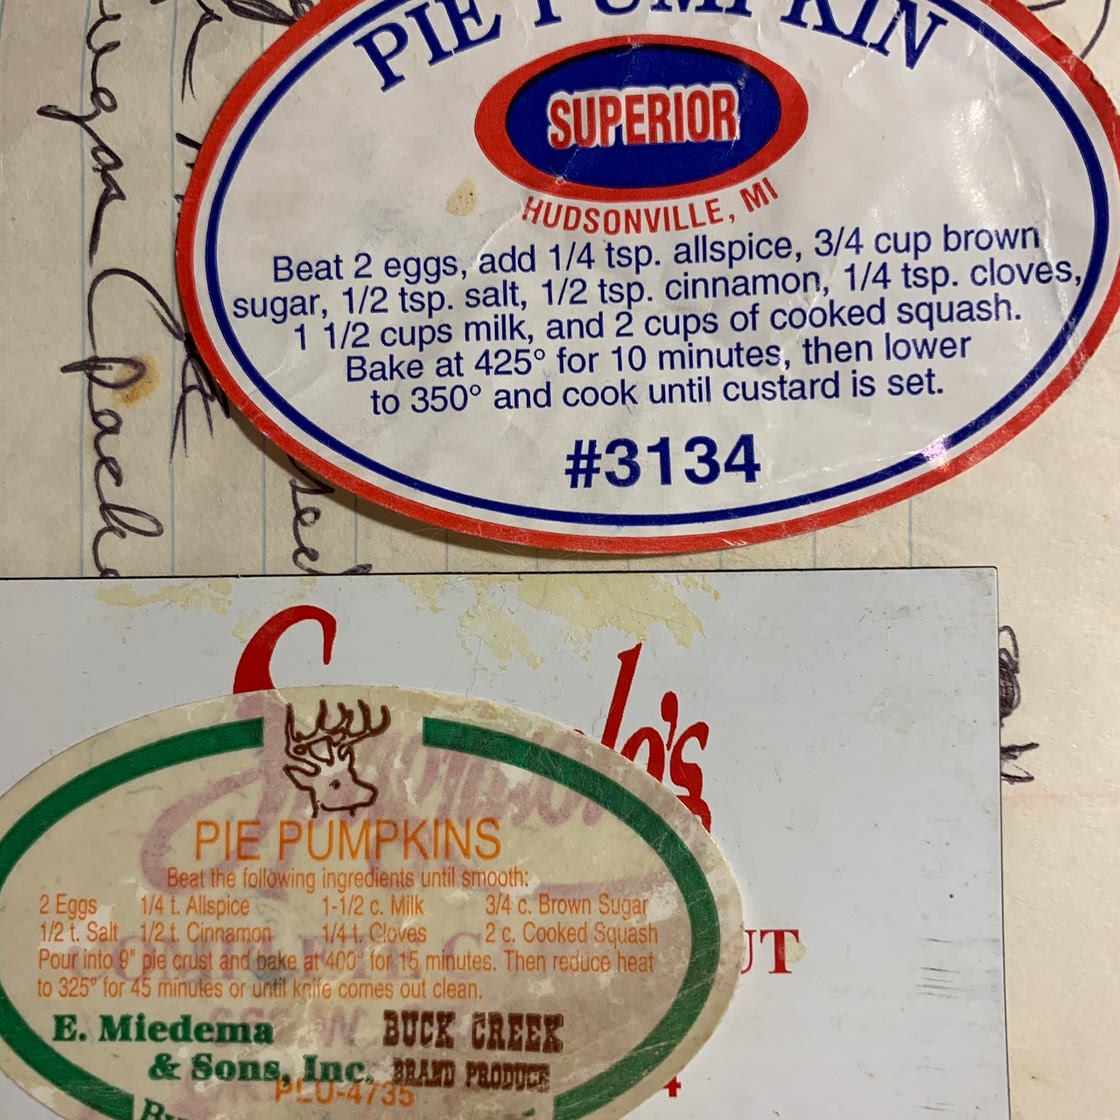 PIE PUMPKIN
SUPERIOR
HUDSONVILLE, MI
Beat 2 eggs, add 1/4 tsp. allspice, 3/4 cup brown
sugar, 1/2 tsp. salt, 1/2 tsp. cinnamon, 1/4 tsp. cloves,
1 1/2 cups milk, and 2 cups of cooked squash.
Bake at 425° for 10 minutes, then lower
to 350° and cook until custard is set.
#3134
PIE PUMPKINS
Beat the following ingredients until smooth:
2 Eggs 1/4 t. Allspice 1-1/2 c. Milk 3/4 c. Brown Sugar
1/2 t. Salt 1/2 t. Cinnamon 1/4 t. Cloves 2 c. Cooked Squash
Pour into 9" pie crust and bake at 400° for 15 minutes. Then reduce heat
to 325° for 45 minutes or until knife comes out clean.
E. Miedema BUCK CREEK
& Sons, Inc. BRAND PRODUCE
PLU-4735